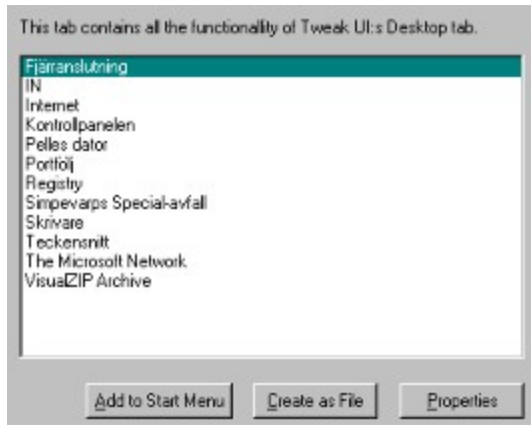 This tab contains all the functionality of Tweak UI:s Desktop tab.
Fjärranslutning
IN
Internet
Kontrollpanelen
Pelles dator
Portfölj
Registry
Simpevarps Special-avfall
Skrivare
Teckensnitt
The Microsoft Network
VisualZIP Archive
Add to Start Menu Create as File Properties